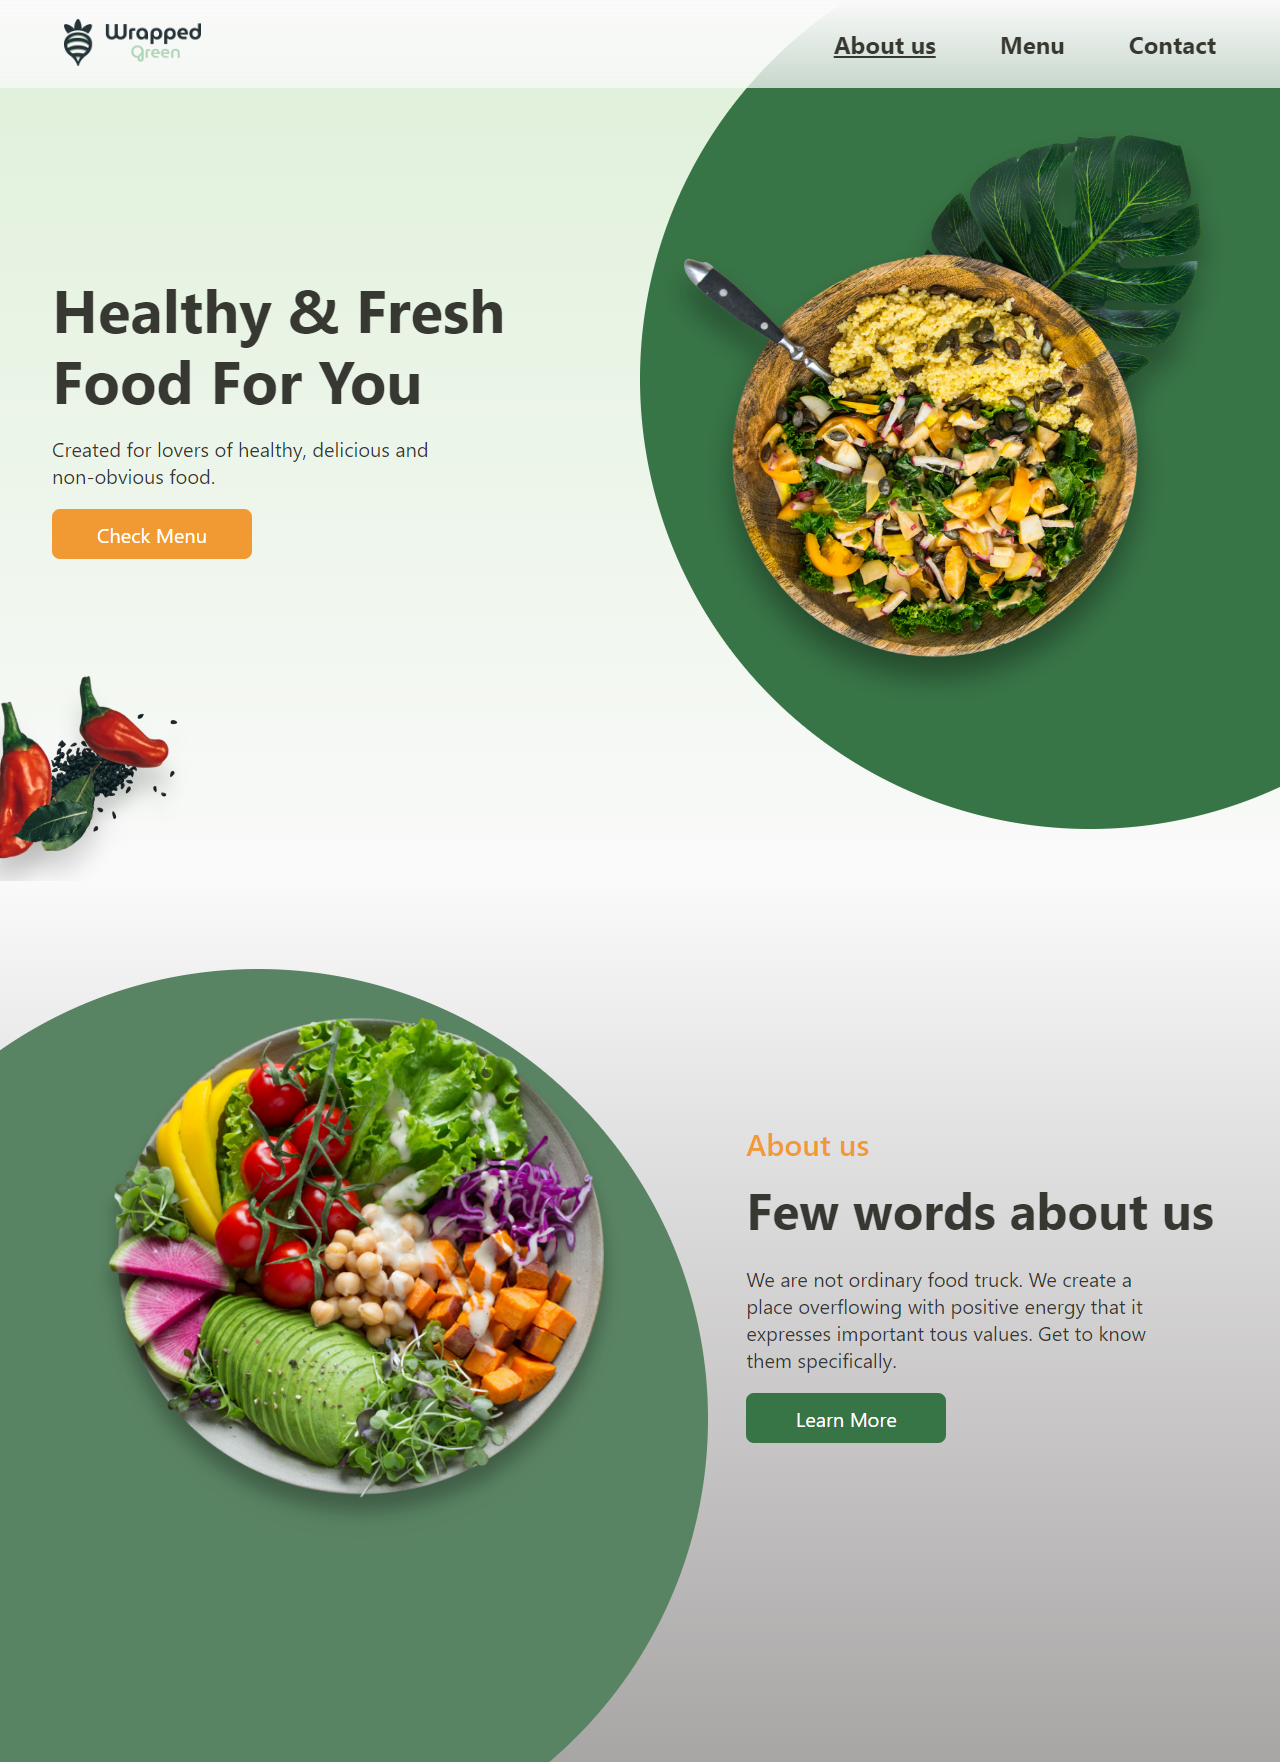 Wrapped
Green
About us
Menu
Contact
Healthy & Fresh
Food For You
Created for lovers of healthy, delicious and
non-obvious food.
Check Menu
About us
Few words about us
We are not ordinary food truck. We create a
place overflowing with positive energy that it
expresses important tous values. Get to know
them specifically.
Learn More